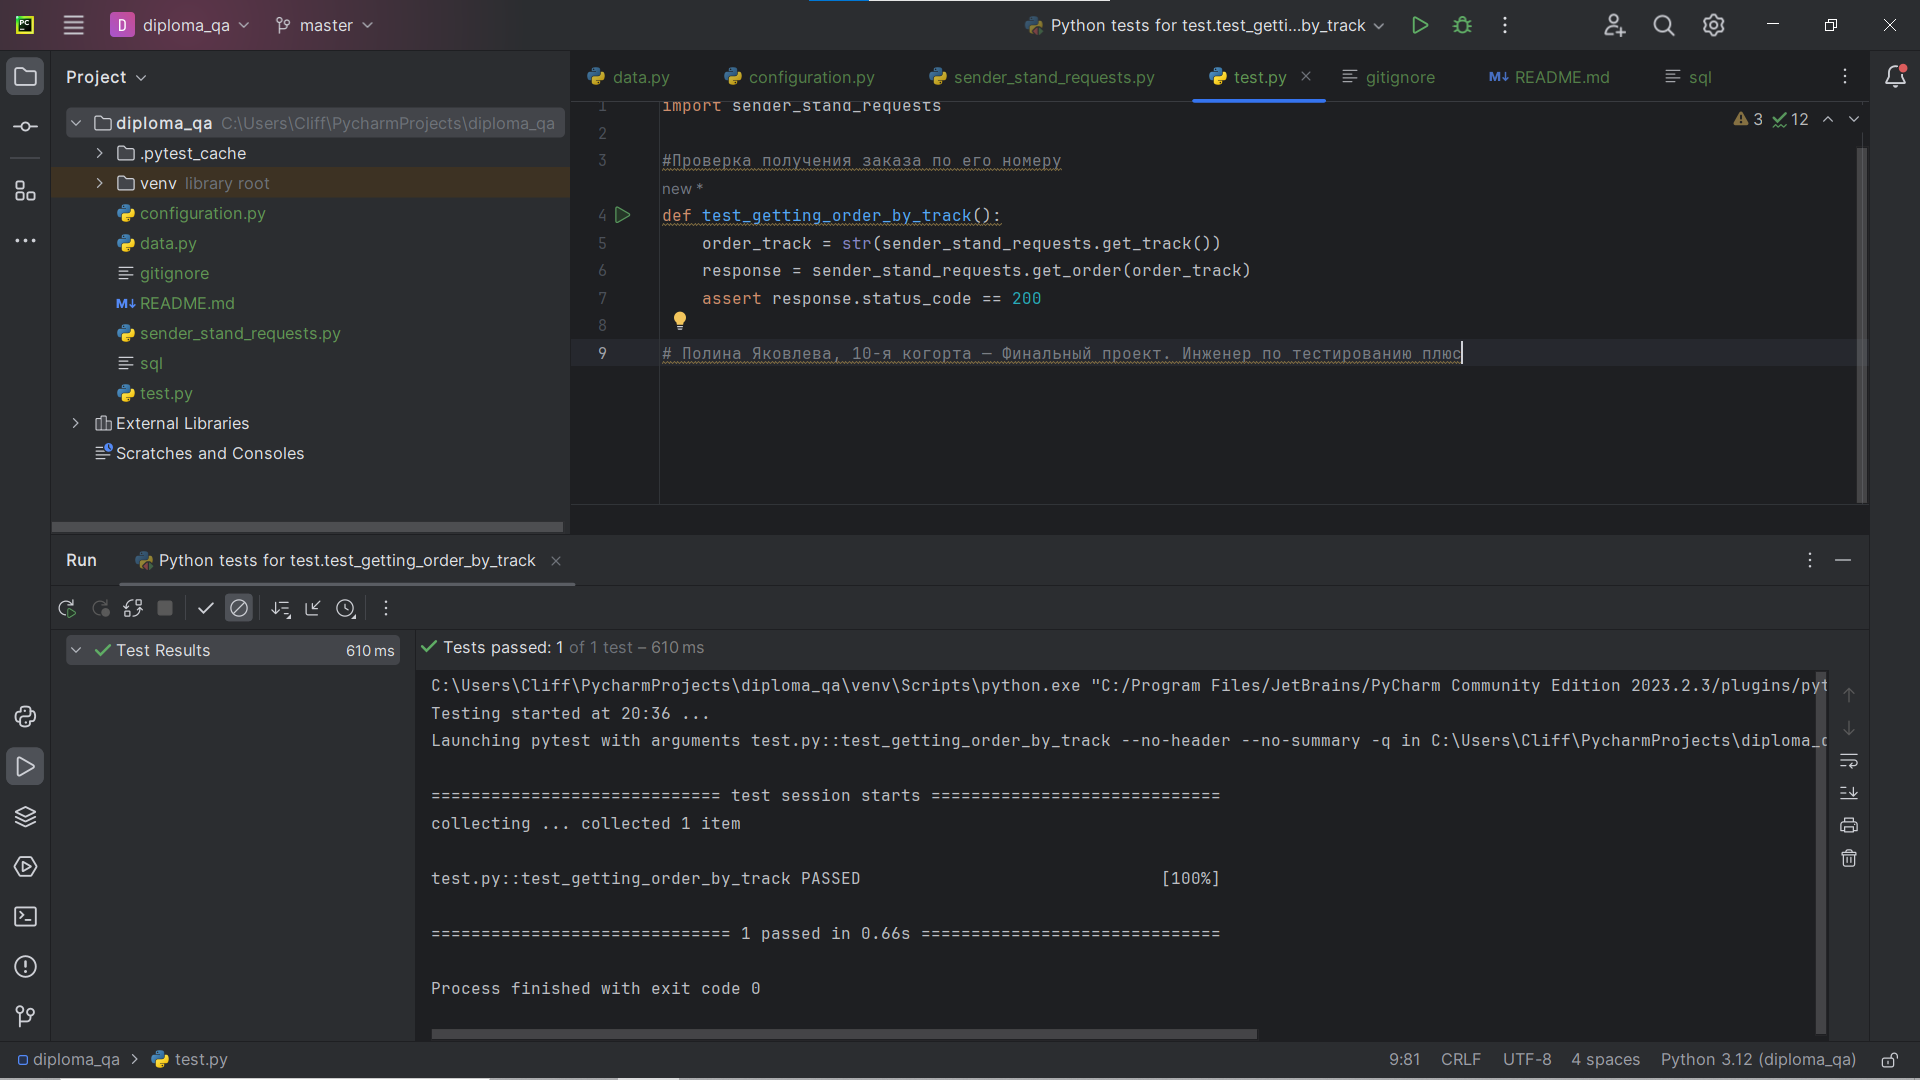 PC
D
diploma_qa
master
Python tests for test.test_getti...by_track
Project
data.py
configuration.py
sender_stand_requests.py
test.py
gitignore
M↓ README.md
sql
diploma_qa C:\Users\Cliff\PycharmProjects\diploma_qa
.pytest_cache
venv library root
configuration.py
data.py
gitignore
M↓ README.md
sender_stand_requests.py
sql
test.py
External Libraries
Scratches and Consoles
3 12
1 import sender_stand_requests
2
3 #Проверка получения заказа по его номеру
new *
4 def test_getting_order_by_track():
5 order_track = str(sender_stand_requests.get_track())
6 response = sender_stand_requests.get_order(order_track)
7 assert response.status_code == 200
8
9 # Полина Яковлева, 10-я когорта — Финальный проект. Инженер по тестированию плюс
Run
Python tests for test.test_getting_order_by_track
Test Results 610 ms
Tests passed: 1 of 1 test – 610 ms
C:\Users\Cliff\PycharmProjects\diploma_qa\venv\Scripts\python.exe "C:/Program Files/JetBrains/PyCharm Community Edition 2023.2.3/plugins/pyt
Testing started at 20:36 ...
Launching pytest with arguments test.py::test_getting_order_by_track --no-header --no-summary -q in C:\Users\Cliff\PycharmProjects\diploma_q
============================= test session starts =============================
collecting ... collected 1 item
test.py::test_getting_order_by_track PASSED [100%]
============================== 1 passed in 0.66s ==============================
Process finished with exit code 0
diploma_qa
test.py
9:81
CRLF
UTF-8
4 spaces
Python 3.12 (diploma_qa)